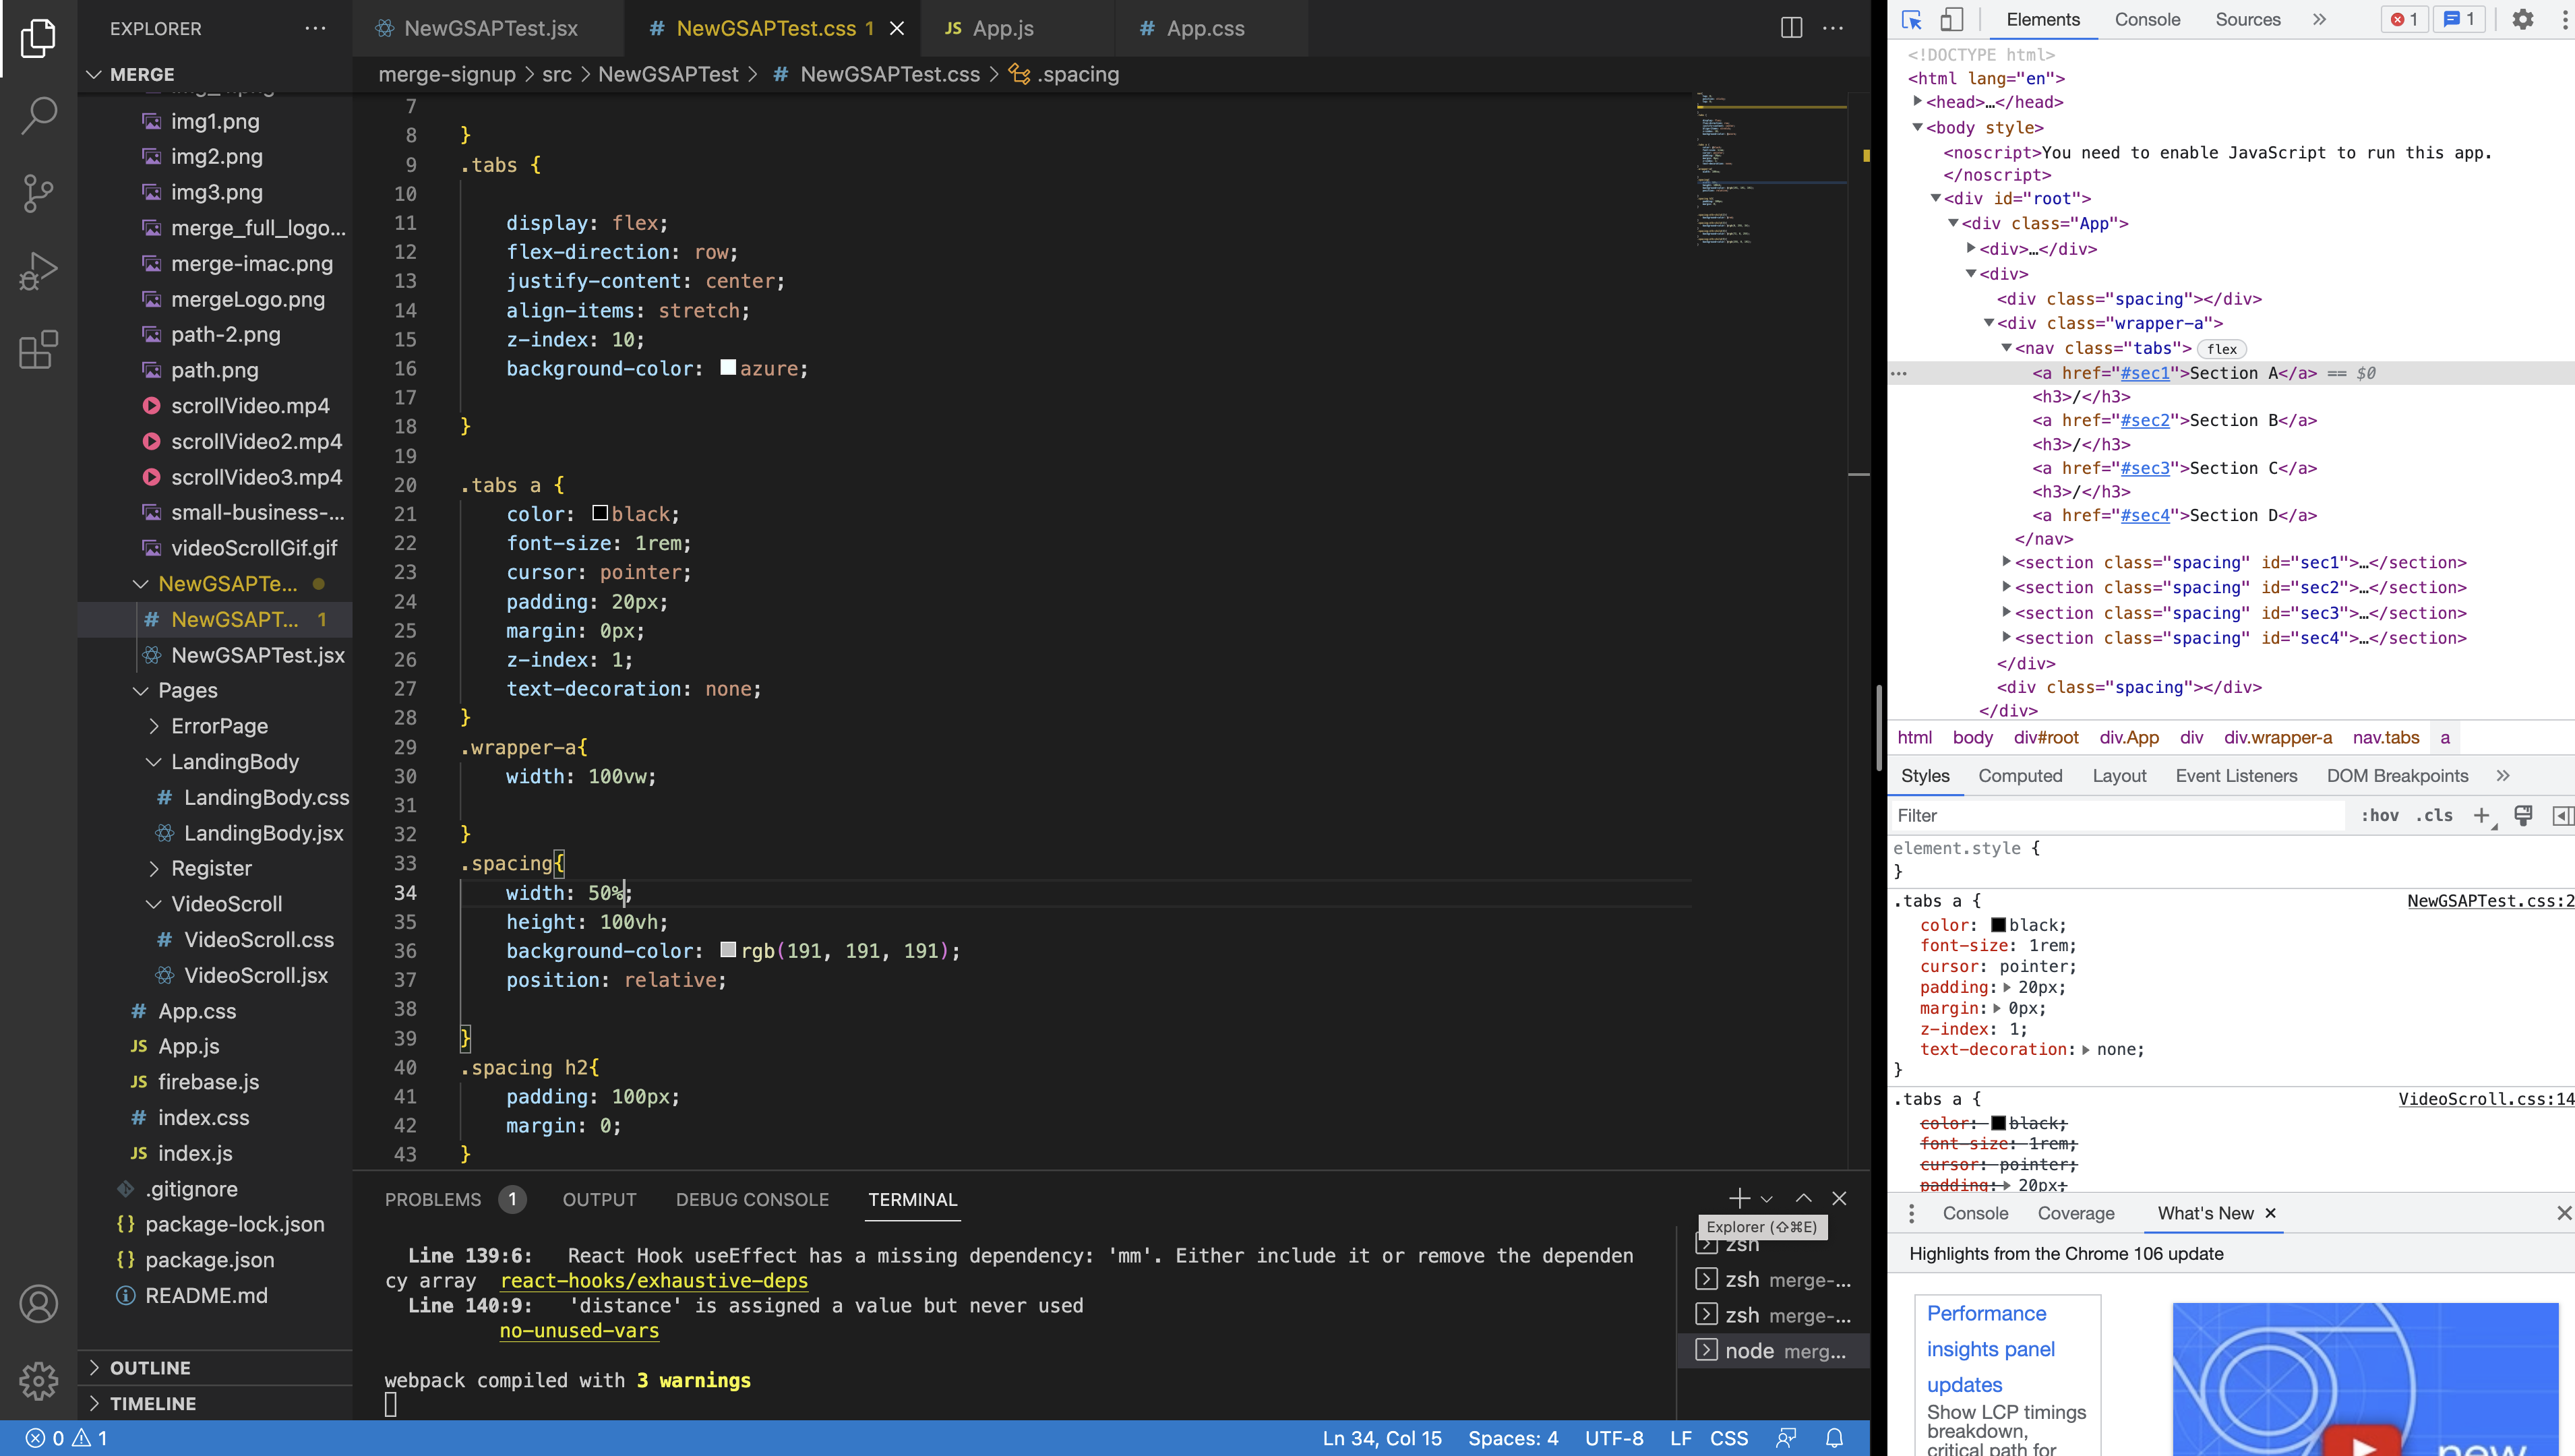 EXPLORER
MERGE
img1.png
img2.png
img3.png
merge_full_logo...
merge-imac.png
mergeLogo.png
path-2.png
path.png
scrollVideo.mp4
scrollVideo2.mp4
scrollVideo3.mp4
small-business-...
videoScrollGif.gif
NewGSAPTe...
# NewGSAPT... 1
NewGSAPTest.jsx
Pages
ErrorPage
LandingBody
# LandingBody.css
LandingBody.jsx
Register
VideoScroll
# VideoScroll.css
VideoScroll.jsx
# App.css
JS App.js
JS firebase.js
# index.css
JS index.js
.gitignore
{} package-lock.json
{} package.json
README.md
OUTLINE
TIMELINE
NewGSAPTest.jsx
# NewGSAPTest.css 1
JS App.js
# App.css
merge-signup > src > NewGSAPTest > # NewGSAPTest.css > .spacing
7
8 }
9 .tabs {
10
11 display: flex;
12 flex-direction: row;
13 justify-content: center;
14 align-items: stretch;
15 z-index: 10;
16 background-color: azure;
17
18 }
19
20 .tabs a {
21 color: black;
22 font-size: 1rem;
23 cursor: pointer;
24 padding: 20px;
25 margin: 0px;
26 z-index: 1;
27 text-decoration: none;
28 }
29 .wrapper-a{
30 width: 100vw;
31
32 }
33 .spacing{
34 width: 50%;
35 height: 100vh;
36 background-color: rgb(191, 191, 191);
37 position: relative;
38
39 }
40 .spacing h2{
41 padding: 100px;
42 margin: 0;
43 }
PROBLEMS 1 OUTPUT DEBUG CONSOLE TERMINAL
Line 139:6: React Hook useEffect has a missing dependency: 'mm'. Either include it or remove the dependen
cy array react-hooks/exhaustive-deps
Line 140:9: 'distance' is assigned a value but never used
no-unused-vars
webpack compiled with 3 warnings
Explorer (⇧⌘E)
zsh
zsh merge-...
zsh merge-...
node merg...
0 1
Ln 34, Col 15 Spaces: 4 UTF-8 LF CSS
Elements Console Sources 1 1
<!DOCTYPE html>
<html lang="en">
<head>…</head>
<body style>
<noscript>You need to enable JavaScript to run this app.
</noscript>
<div id="root">
<div class="App">
<div>…</div>
<div>
<div class="spacing"></div>
<div class="wrapper-a">
<nav class="tabs"> flex
<a href="#sec1">Section A</a> == $0
<h3>/</h3>
<a href="#sec2">Section B</a>
<h3>/</h3>
<a href="#sec3">Section C</a>
<h3>/</h3>
<a href="#sec4">Section D</a>
</nav>
<section class="spacing" id="sec1">…</section>
<section class="spacing" id="sec2">…</section>
<section class="spacing" id="sec3">…</section>
<section class="spacing" id="sec4">…</section>
</div>
<div class="spacing"></div>
</div>
html body div#root div.App div div.wrapper-a nav.tabs a
Styles Computed Layout Event Listeners DOM Breakpoints
Filter :hov .cls
element.style {
}
.tabs a { NewGSAPTest.css:2
color: black;
font-size: 1rem;
cursor: pointer;
padding: 20px;
margin: 0px;
z-index: 1;
text-decoration: none;
}
.tabs a { VideoScroll.css:14
color: black;
font-size: 1rem;
cursor: pointer;
padding: 20px;
Console Coverage What's New
Highlights from the Chrome 106 update
Performance
insights panel
updates
Show LCP timings
breakdown,
critical path for
new